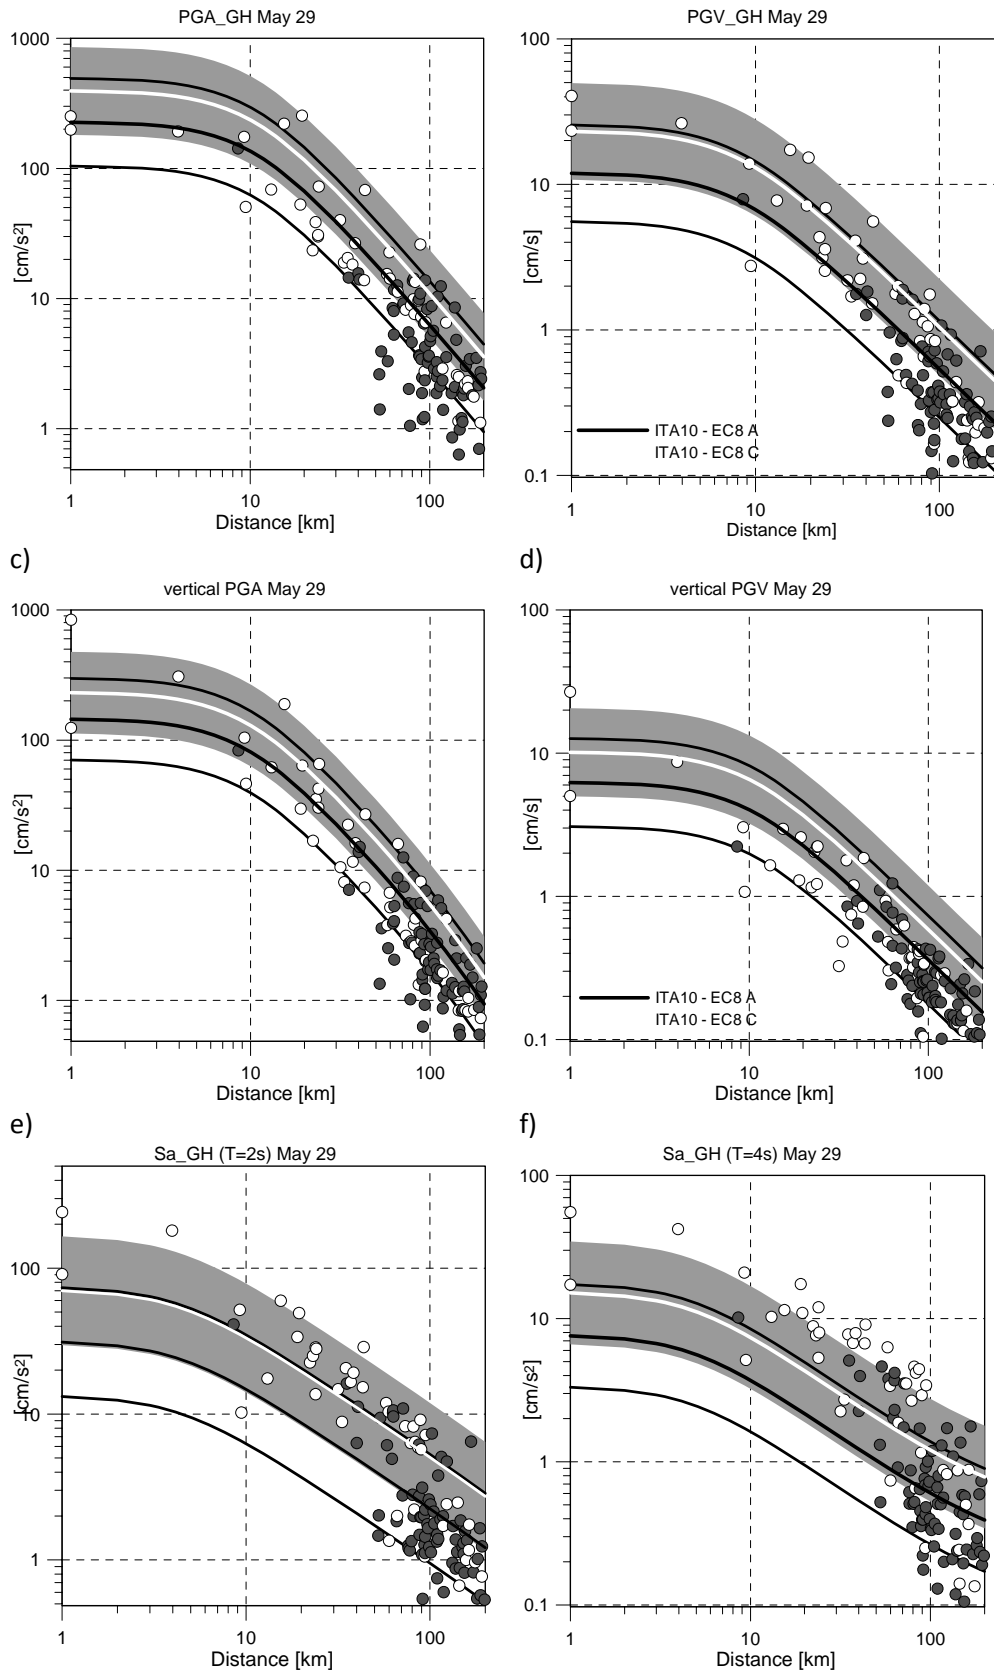 PGA_GH May 29
PGV_GH May 29
1000
100
10
1
[cm/s²]
1
10
100
Distance [km]
100
10
1
0.1
[cm/s]
ITA10 - EC8 A
ITA10 - EC8 C
1
10
100
Distance [km]
c)
d)
vertical PGA May 29
vertical PGV May 29
1000
100
10
1
[cm/s²]
1
10
100
Distance [km]
100
10
1
0.1
[cm/s]
ITA10 - EC8 A
ITA10 - EC8 C
1
10
100
Distance [km]
e)
f)
Sa_GH (T=2s) May 29
Sa_GH (T=4s) May 29
100
10
1
[cm/s²]
1
10
100
Distance [km]
100
10
1
0.1
[cm/s²]
1
10
100
Distance [km]